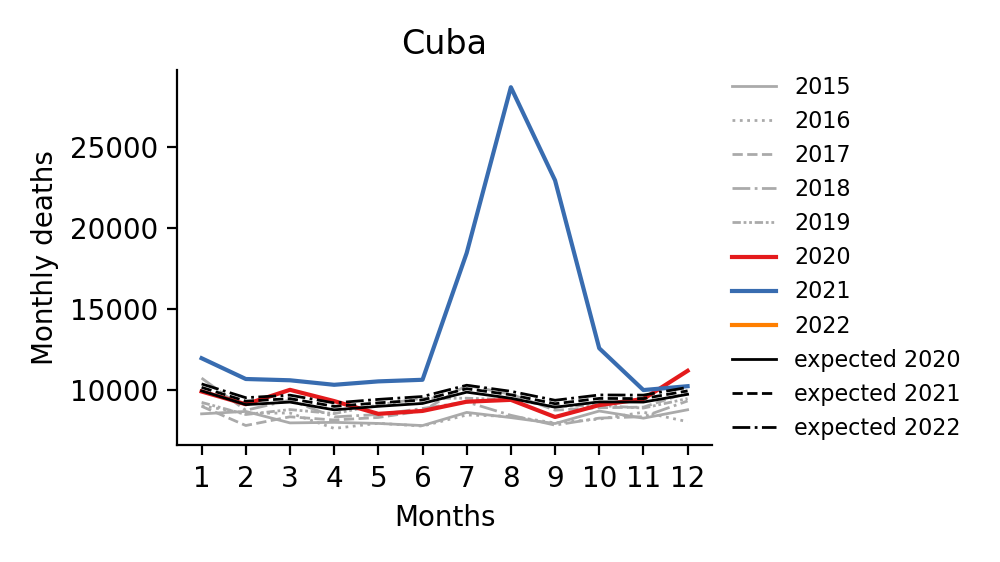 Cuba
Monthly deaths
25000
20000
15000
10000
1 2 3 4 5 6 7 8 9 10 11 12
Months
2015
2016
2017
2018
2019
2020
2021
2022
expected 2020
expected 2021
expected 2022